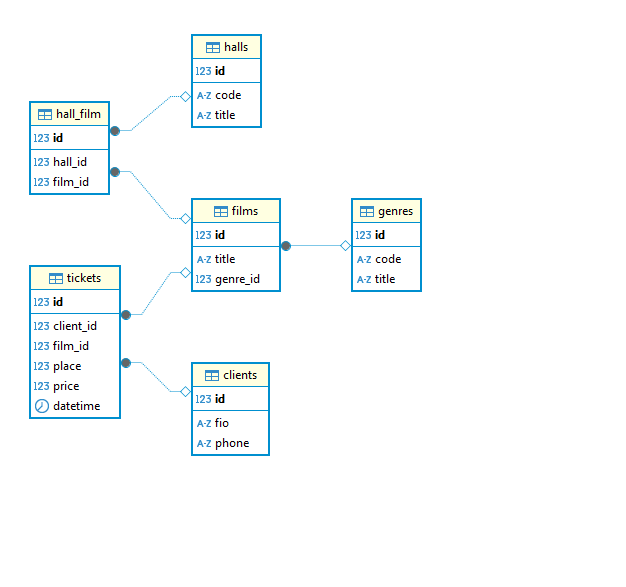 halls
123 id
A-Z code
A-Z title
hall_film
123 id
123 hall_id
123 film_id
films
123 id
A-Z title
123 genre_id
genres
123 id
A-Z code
A-Z title
tickets
123 id
123 client_id
123 film_id
123 place
123 price
datetime
clients
123 id
A-Z fio
A-Z phone